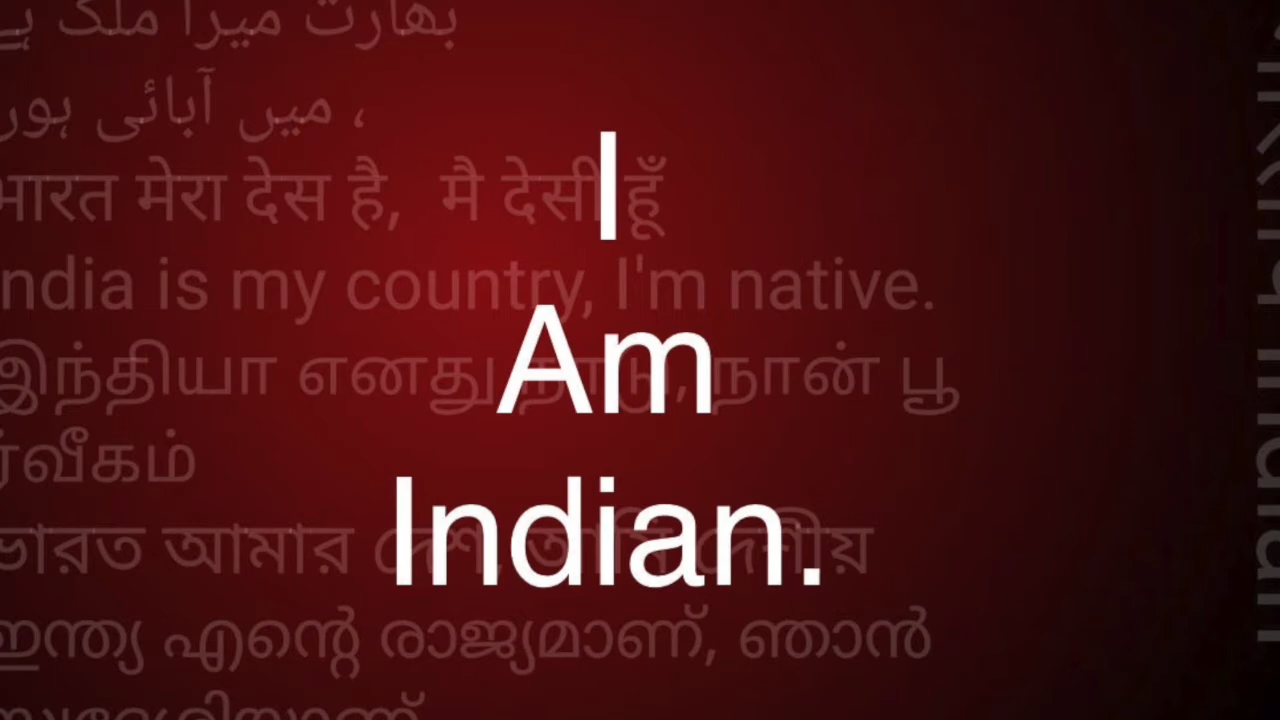 بھارت میرا ملک ہے
، میں آبائی ہوں
भारत मेरा देस है, मै देसी हूँ
India is my country, I'm native.
இந்தியா எனது நாடு, நான் பூ
ர்வீகம்
ভারত আমার দেশ, আমি দেশীয়
ഇന്ത്യ എന്റെ രാജ്യമാണ്, ഞാൻ
I
Am
Indian.